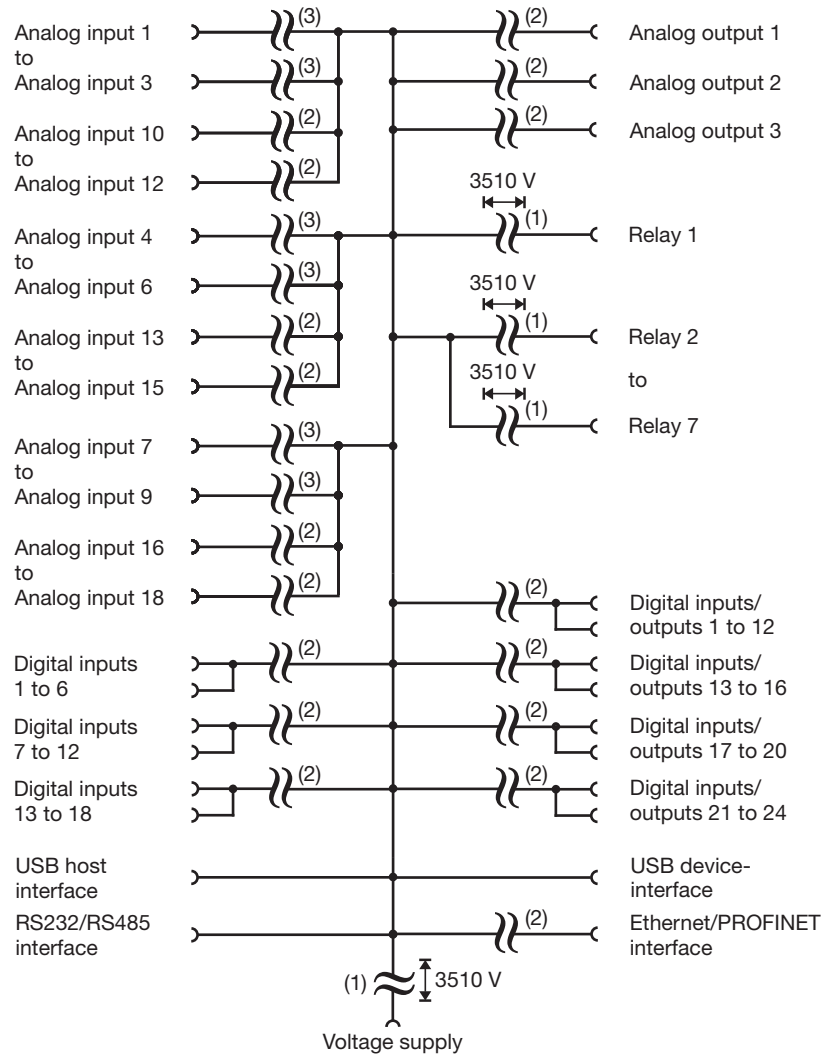 Analog input 1
to
Analog input 3
(3)
(3)
Analog input 10
to
Analog input 12
(2)
(2)
Analog input 4
to
Analog input 6
(3)
(3)
Analog input 13
to
Analog input 15
(2)
(2)
Analog input 7
to
Analog input 9
(3)
(3)
Analog input 16
to
Analog input 18
(2)
(2)
Digital inputs
1 to 6
(2)
Digital inputs
7 to 12
(2)
Digital inputs
13 to 18
(2)
USB host
interface
RS232/RS485
interface
(2)
Analog output 1
(2)
Analog output 2
(2)
Analog output 3
3510 V
(1)
Relay 1
3510 V
(1)
Relay 2
to
3510 V
(1)
Relay 7
(2)
Digital inputs/
outputs 1 to 12
(2)
Digital inputs/
outputs 13 to 16
(2)
Digital inputs/
outputs 17 to 20
(2)
Digital inputs/
outputs 21 to 24
USB device-
interface
(2)
Ethernet/PROFINET
interface
(1)
3510 V
Voltage supply